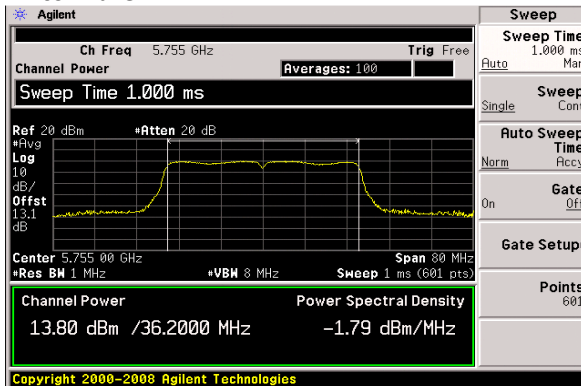 Agilent
Sweep
Ch Freq 5.755 GHz Trig Free
Channel Power Averages: 100
Sweep Time 1.000 ms
Ref 20 dBm #Atten 20 dB
#Avg
Log
10
dB/
Offst
13.1
dB
Center 5.755 00 GHz Span 80 MHz
#Res BW 1 MHz #VBW 8 MHz Sweep 1 ms (601 pts)
Channel Power Power Spectral Density
13.80 dBm /36.2000 MHz -1.79 dBm/MHz
Copyright 2000-2008 Agilent Technologies
Sweep Time
1.000 ms
Auto Man
Sweep
Single Cont
Auto Sweep
Time
Norm Accy
Gate
On Off
Gate Setup
Points
601